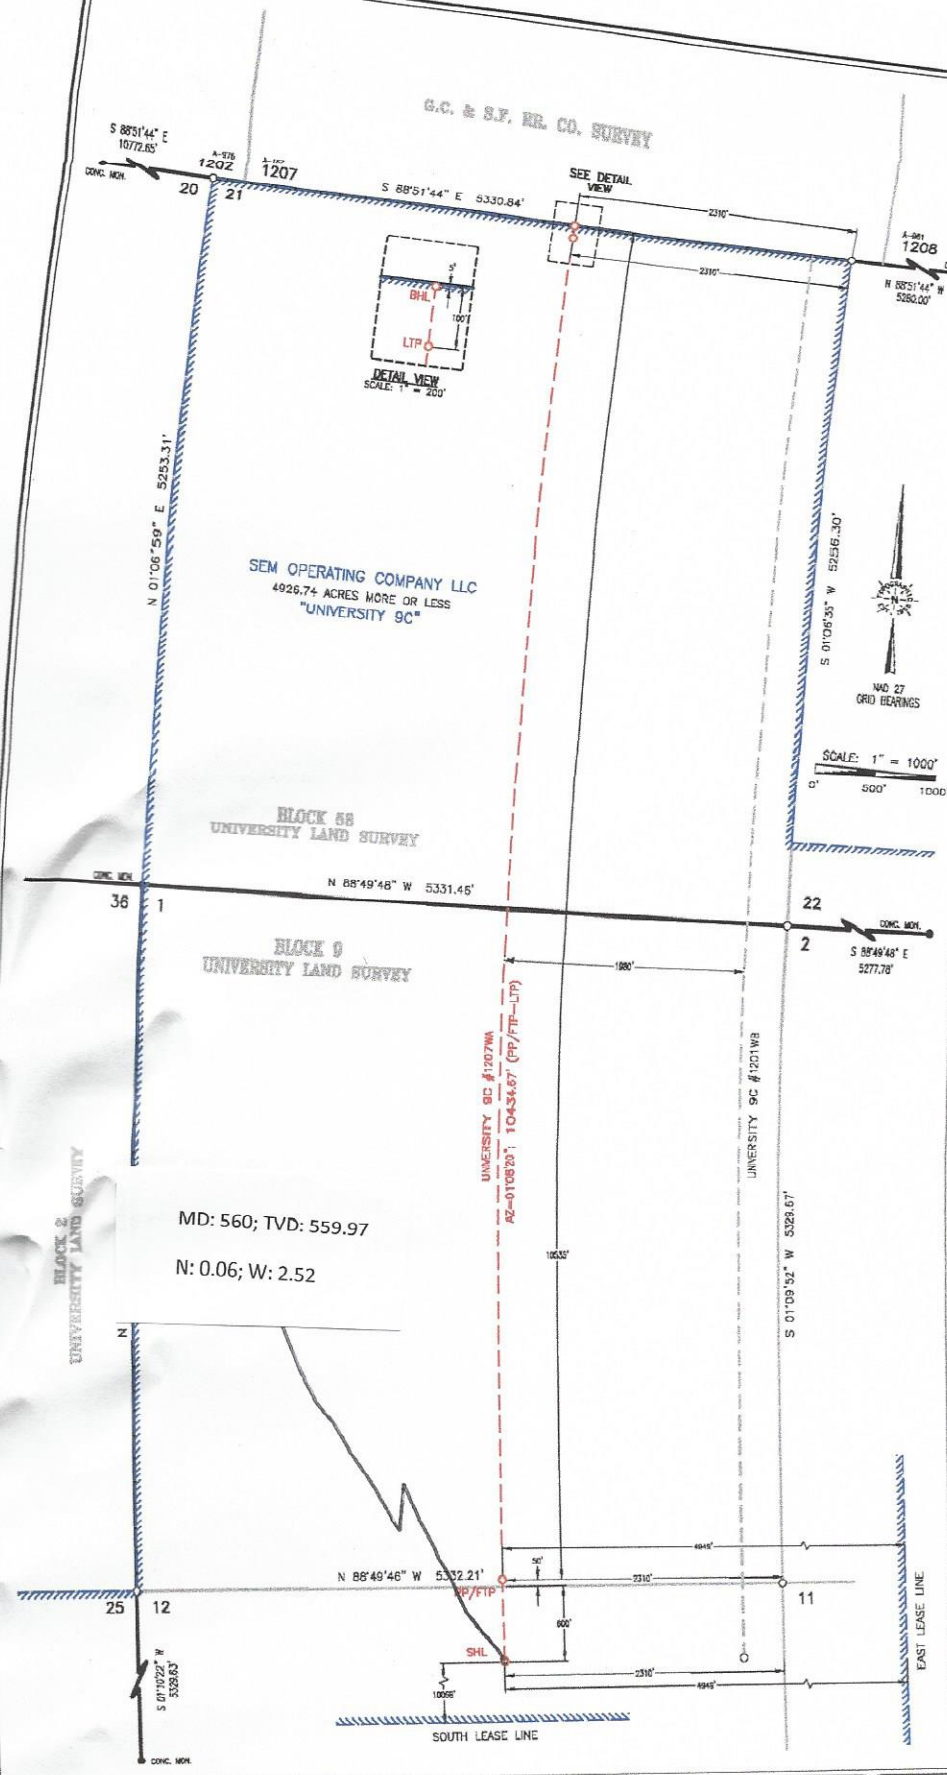 G.C. & S.F. RR. CO. SURVEY
S 88°51'44" E
10772.65'
CONC. MON.
A-976
1202
1207
20
21
S 88°51'44" E 5330.84'
SEE DETAIL
VIEW
2310'
2310'
A-981
1208
N 88°51'44" W
5280.00'
5'
BHL
100'
LTP
DETAIL VIEW
SCALE: 1" = 200'
N 01°06'59" E 5253.31'
S 01°06'35" W 5256.30'
SEM OPERATING COMPANY LLC
4926.74 ACRES MORE OR LESS
"UNIVERSITY 9C"
N
NAD 27
GRID BEARINGS
SCALE: 1" = 1000'
0' 500' 1000
BLOCK 58
UNIVERSITY LAND SURVEY
CONC. MON.
N 88°49'48" W 5331.46'
36
1
22
2
CONC. MON.
S 88°49'48" E
5277.78'
BLOCK 9
UNIVERSITY LAND SURVEY
1980'
UNIVERSITY 9C #1207WA
AZ=01°08'20"; 10434.67' (PP/FTP-LTP)
UNIVERSITY 9C #1201WB
BLOCK 2
UNIVERSITY LAND SURVEY
MD: 560; TVD: 559.97
N: 0.06; W: 2.52
10535'
S 01°09'52" W 5329.67'
N
4949'
N 88°49'46" W 5332.21'
50'
2310'
PP/FTP
25
12
11
600'
S 01°10'22" W
5329.63'
SHL
2310'
4949'
EAST LEASE LINE
SOUTH LEASE LINE
CONC. MON.